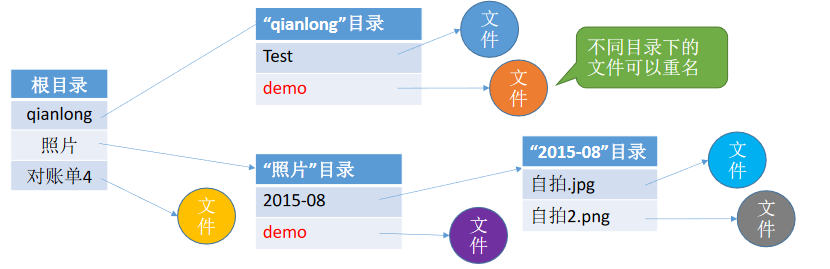 根目录
qianlong
照片
对账单4
文
件
“qianlong”目录
Test
demo
文
件
文
件
不同目录下的
文件可以重名
“照片”目录
2015-08
demo
文
件
“2015-08”目录
自拍.jpg
自拍2.png
文
件
文
件